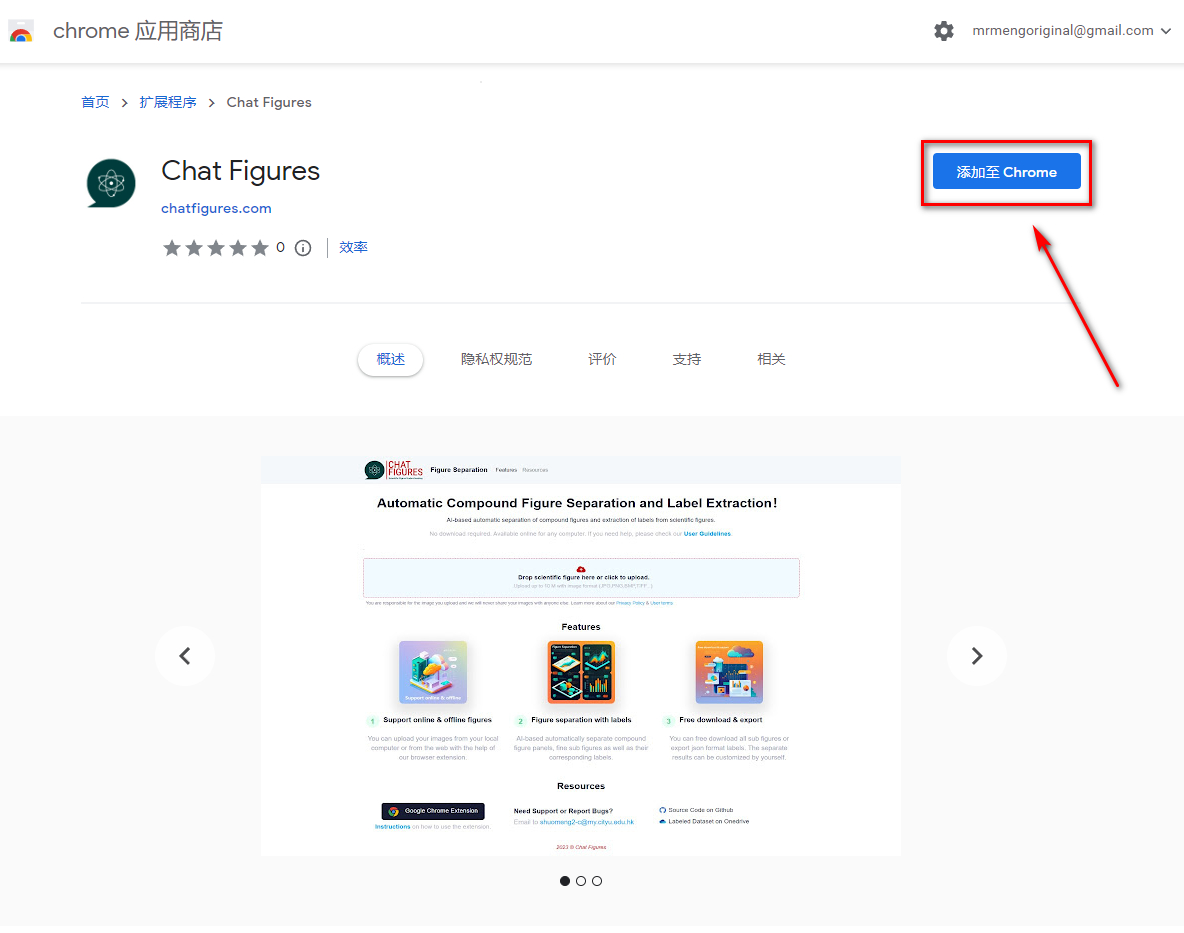 chrome 应用商店
mrmengoriginal@gmail.com
首页 > 扩展程序 > Chat Figures
Chat Figures
添加至 Chrome
chatfigures.com
0
效率
概述 隐私权规范 评价 支持 相关
CHAT FIGURES
Figure Separation Features Resources
Automatic Compound Figure Separation and Label Extraction!
AI-based automatic separation of compound figures and extraction of labels from scientific figures.
No download required. Available online for any computer. If you need help, please check our User Guidelines
Drop scientific figure here or click to upload.
You are responsible for the image you upload and we will never share your images with anyone else. Learn more about our Privacy Policy & User terms.
Features
Figure Separation
Support online & offline
1 Support online & offline figures
You can upload your images from your local
computer or from the web with the help of
our browser extension.
2 Figure separation with labels
AI-based automatically separate compound
figure panels, fine sub figures as well as their
corresponding labels.
3 Free download & export
You can free download all sub figures or
export json format labels. The separate
results can be customized by yourself.
Resources
Google Chrome Extension
Instructions on how to use the extension.
Need Support or Report Bugs?
Email to shuomeng2-c@my.cityu.edu.hk
Source Code on Github
Labeled Dataset on Onedrive
2023 © Chat Figures